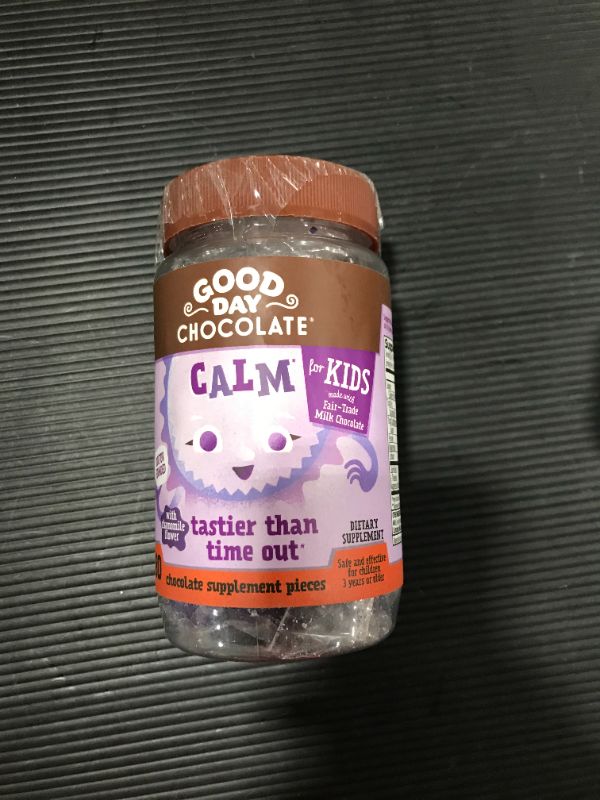 GOOD
DAY
CHOCOLATE
CALM*
for KIDS
made with
Fair-Trade
Milk Chocolate
with
chamomile
flower
tastier than
time out*
DIETARY
SUPPLEMENT
chocolate supplement pieces
Safe and effective
for children
3 years or older